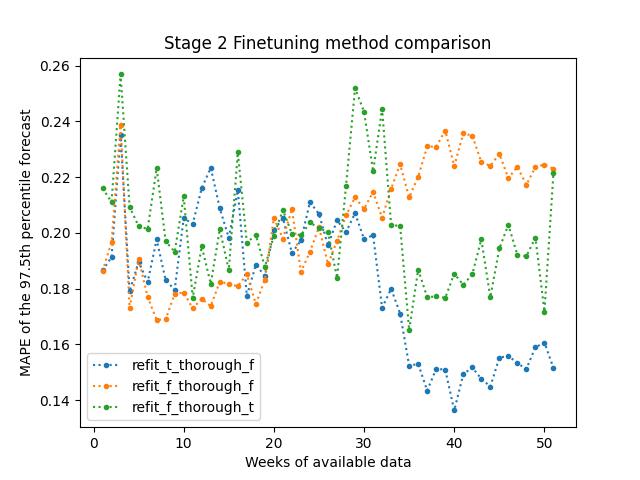 Stage 2 Finetuning method comparison
MAPE of the 97.5th percentile forecast
0.26
0.24
0.22
0.20
0.18
0.16
0.14
refit_t_thorough_f
refit_f_thorough_f
refit_f_thorough_t
0 10 20 30 40 50
Weeks of available data